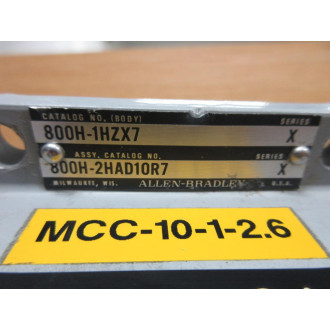 CATALOG NO. (BODY) SERIES
800H-1HZX7 X
ASSY. CATALOG NO. SERIES
800H-2HAD10R7 X
MILWAUKEE, WIS. ALLEN-BRADLEY U.S.A.
MCC-10-1-2.6